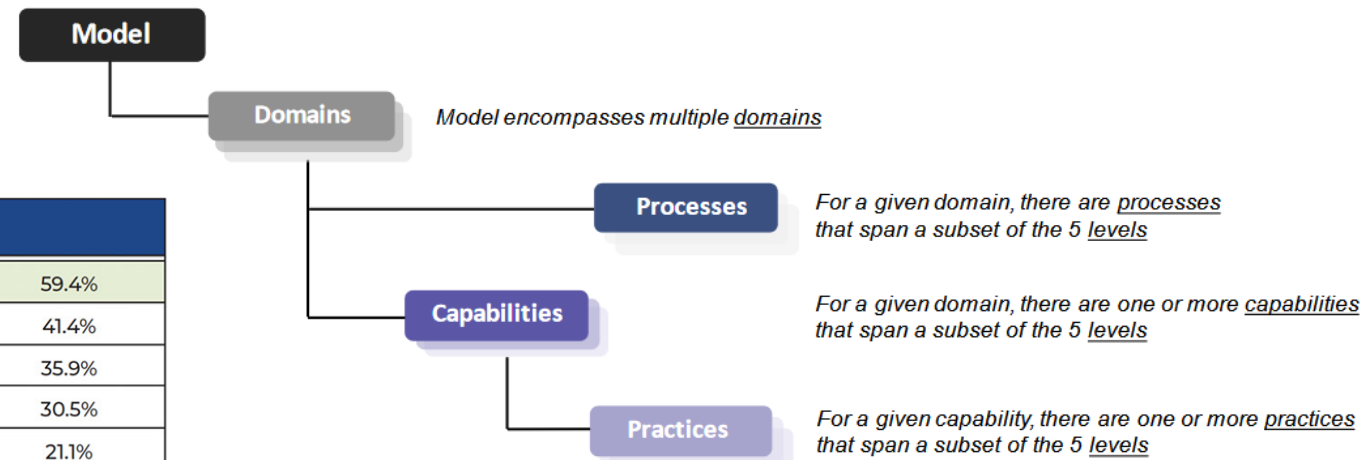 Model
Domains
Model encompasses multiple domains
Processes
For a given domain, there are processes
that span a subset of the 5 levels
59.4%
41.4%
35.9%
30.5%
21.1%
Capabilities
For a given domain, there are one or more capabilities
that span a subset of the 5 levels
Practices
For a given capability, there are one or more practices
that span a subset of the 5 levels